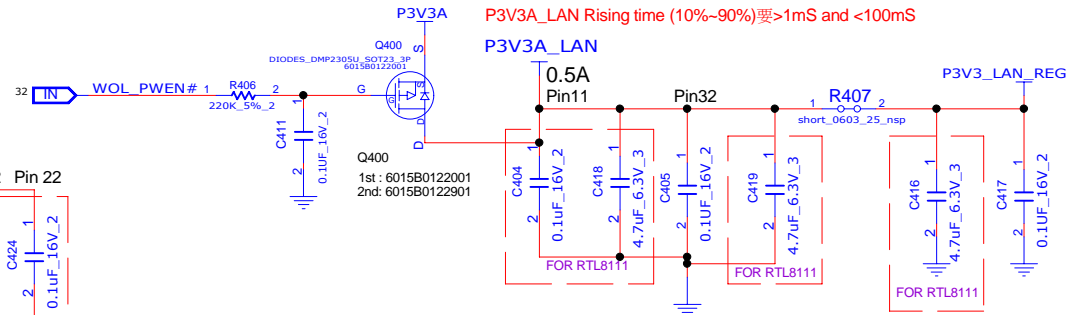 P3V3A
P3V3A_LAN Rising time (10%~90%)要>1mS and <100mS
Q400
DIODES_DMP2305U_SOT23_3P
6015B0122001
S
G
G
D
D
P3V3A_LAN
0.5A
Pin11
Pin32
P3V3_LAN_REG
32
IN
WOL_PWEN#
1
R406
2
220K_5%_2
1
R407
2
short_0603_25_nsp
1
C411
0.1UF_16V_2
2
Q400
1st : 6015B0122001
2nd: 6015B0122901
1
C404
0.1uF_16V_2
2
1
C418
4.7uF_6.3V_3
2
1
C405
0.1UF_16V_2
2
1
C419
4.7uF_6.3V_3
2
1
C416
4.7uF_6.3V_3
2
1
C417
0.1UF_16V_2
2
FOR RTL8111
FOR RTL8111
FOR RTL8111
Pin 22
1
C424
0.1uF_16V_2
2